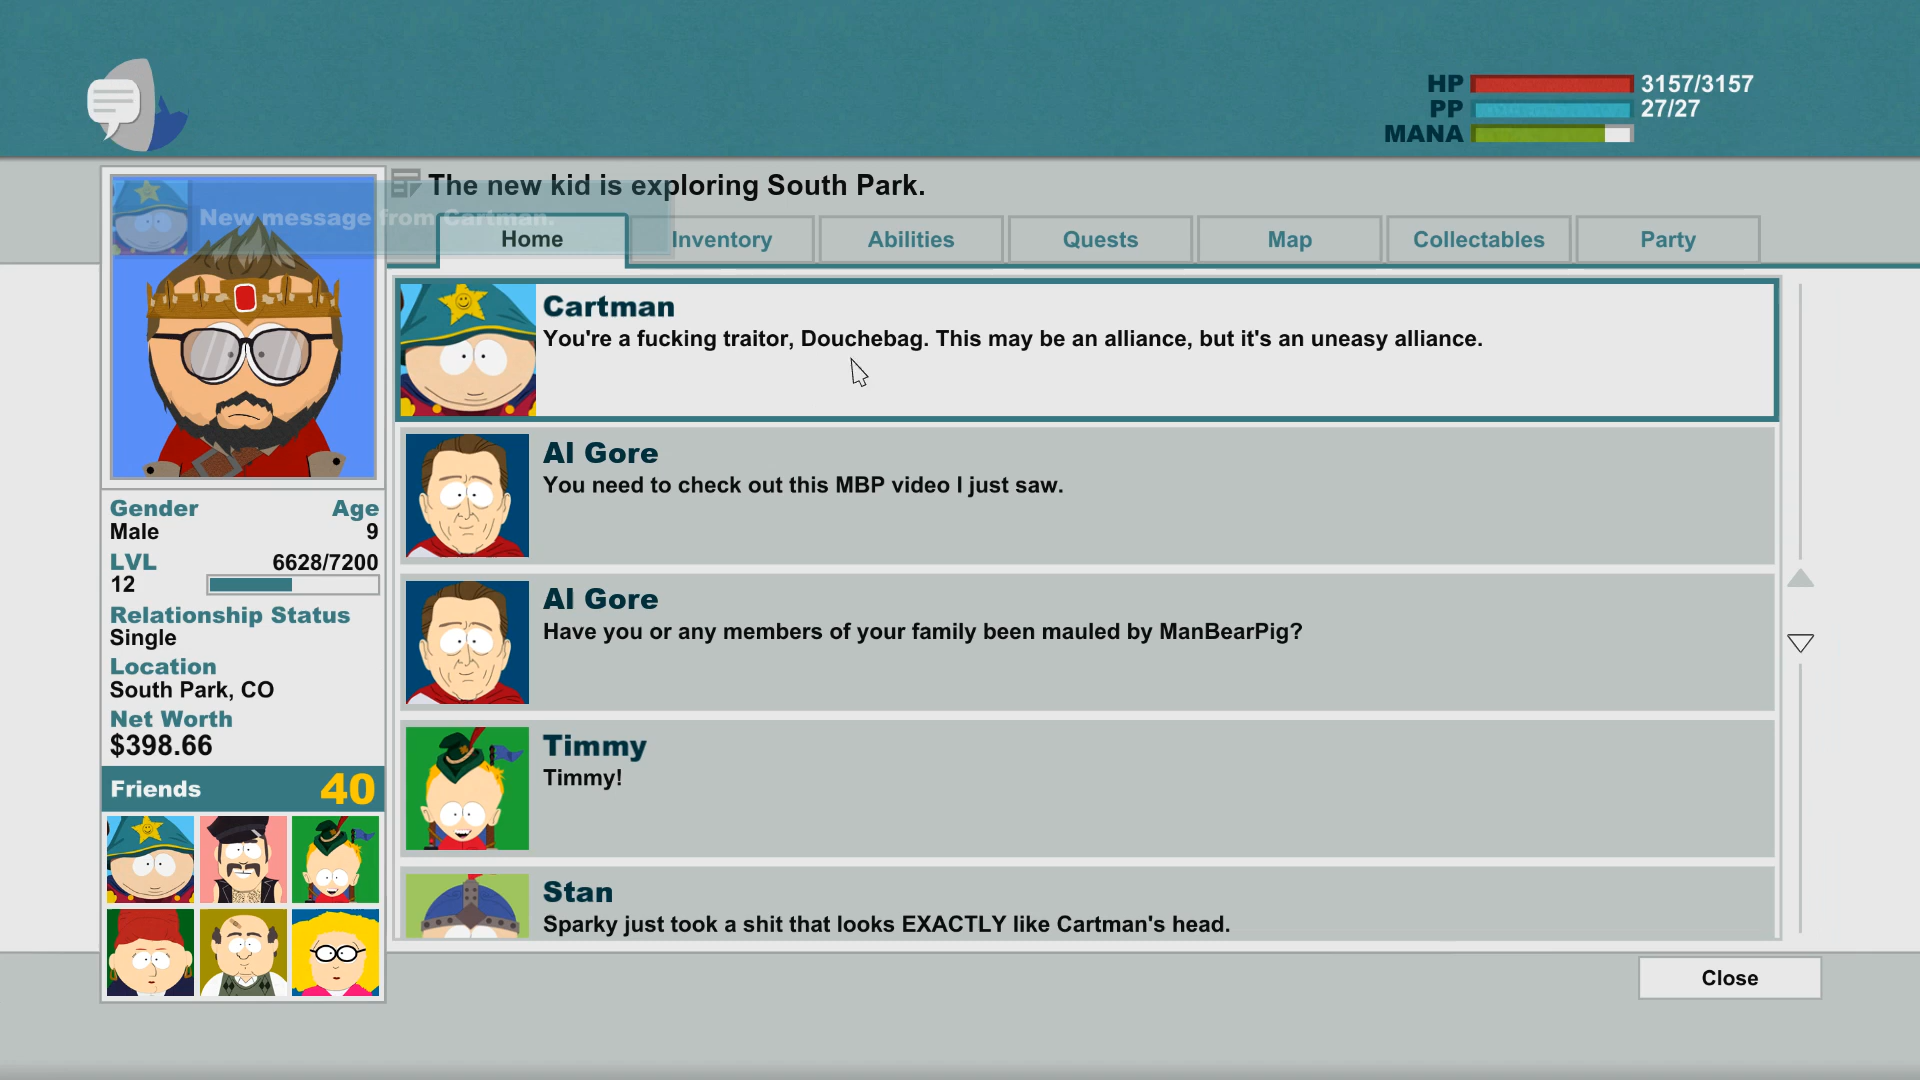 HP 3157/3157
PP 27/27
MANA
The new kid is exploring South Park.
New message from Cartman.
Home Inventory Abilities Quests Map Collectables Party
Cartman
You're a fucking traitor, Douchebag. This may be an alliance, but it's an uneasy alliance.
Al Gore
You need to check out this MBP video I just saw.
Al Gore
Have you or any members of your family been mauled by ManBearPig?
Timmy
Timmy!
Stan
Sparky just took a shit that looks EXACTLY like Cartman's head.
Gender Age
Male 9
LVL 6628/7200
12
Relationship Status
Single
Location
South Park, CO
Net Worth
$398.66
Friends 40
Close